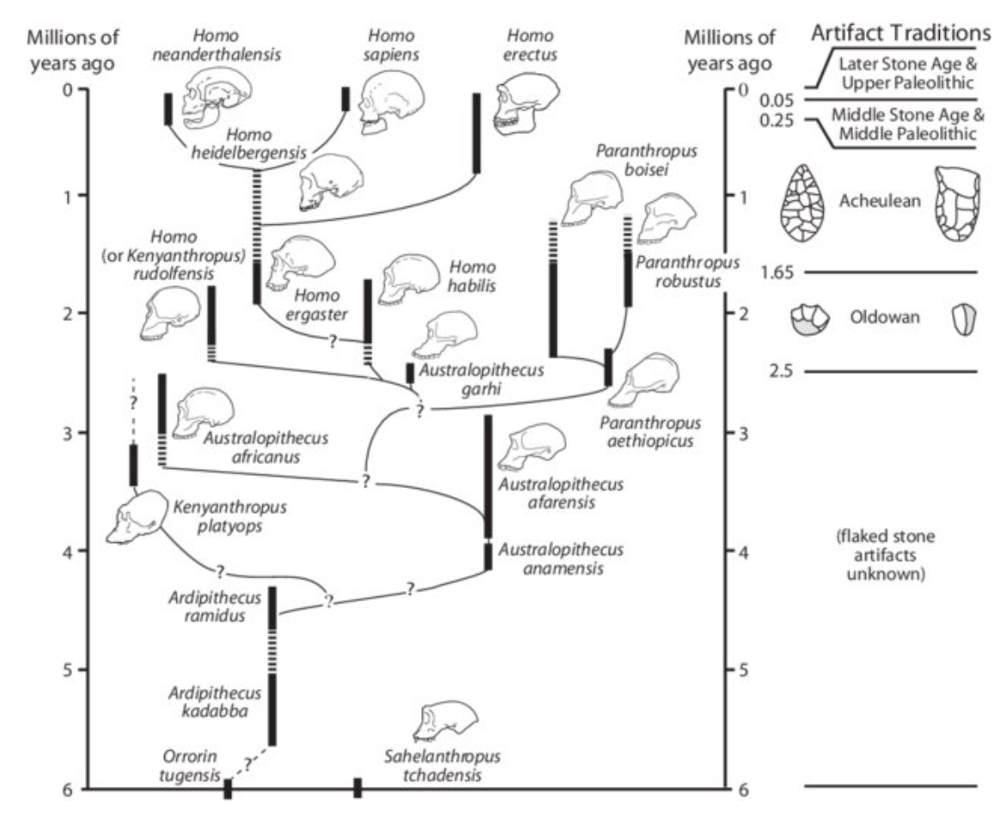 Millions of
years ago
Homo
neanderthalensis
Homo
sapiens
Homo
erectus
Millions of
years ago
Artifact Traditions
0
0
Later Stone Age &
Upper Paleolithic
0.05
0.25
Middle Stone Age &
Middle Paleolithic
Homo
heidelbergensis
Paranthropus
boisei
1
1
Acheulean
Homo
(or Kenyanthropus)
rudolfensis
Homo
ergaster
Homo
habilis
Paranthropus
robustus
1.65
2
2
?
Oldowan
Australopithecus
garhi
2.5
?
?
3
3
Australopithecus
africanus
Paranthropus
aethiopicus
?
Australopithecus
afarensis
Kenyanthropus
platyops
4
4
Australopithecus
anamensis
(flaked stone
artifacts
unknown)
?
?
?
Ardipithecus
ramidus
5
5
Ardipithecus
kadabba
?
Orrorin
tugensis
Sahelanthropus
tchadensis
6
6